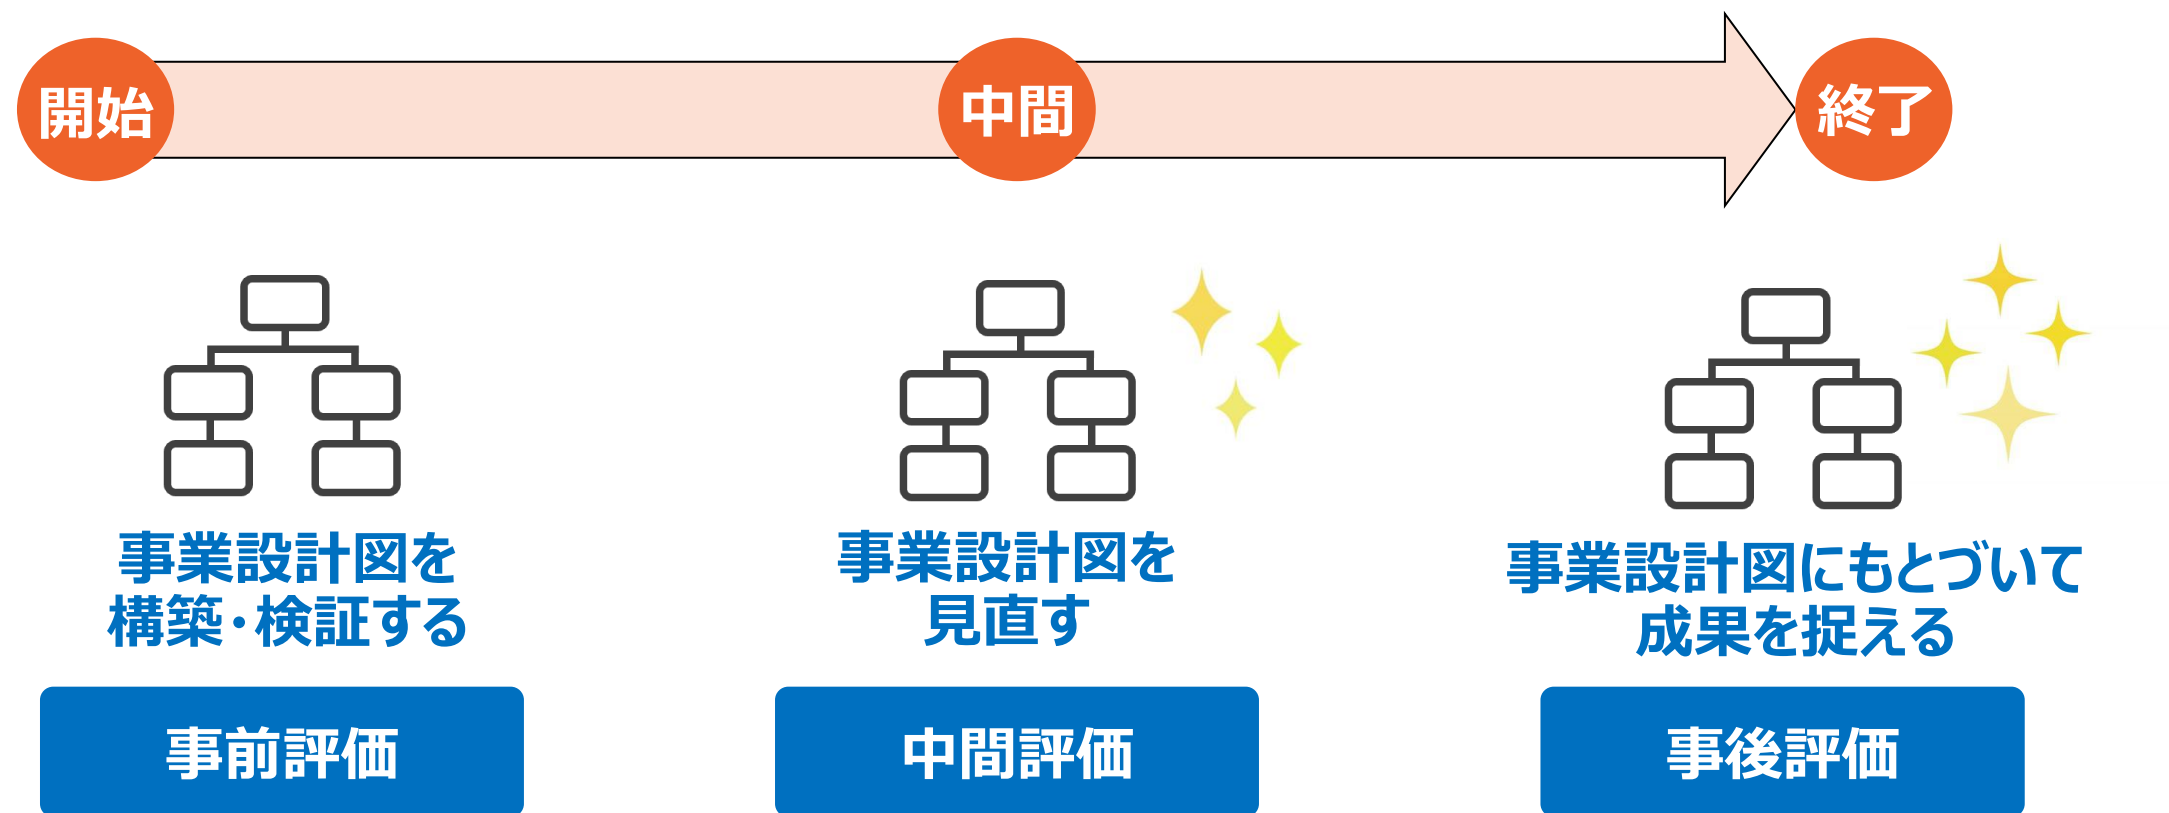 開始
中間
終了
事業設計図を
構築・検証する
事業設計図を
見直す
事業設計図にもとづいて
成果を捉える
事前評価
中間評価
事後評価